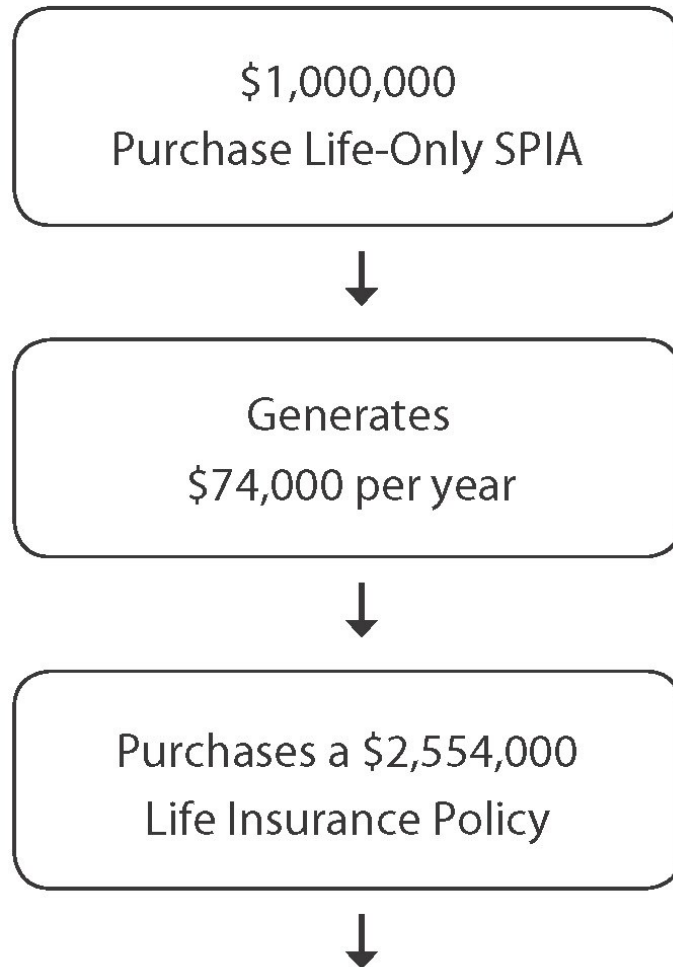 $1,000,000
Purchase Life-Only SPIA
Generates
$74,000 per year
Purchases a $2,554,000
Life Insurance Policy